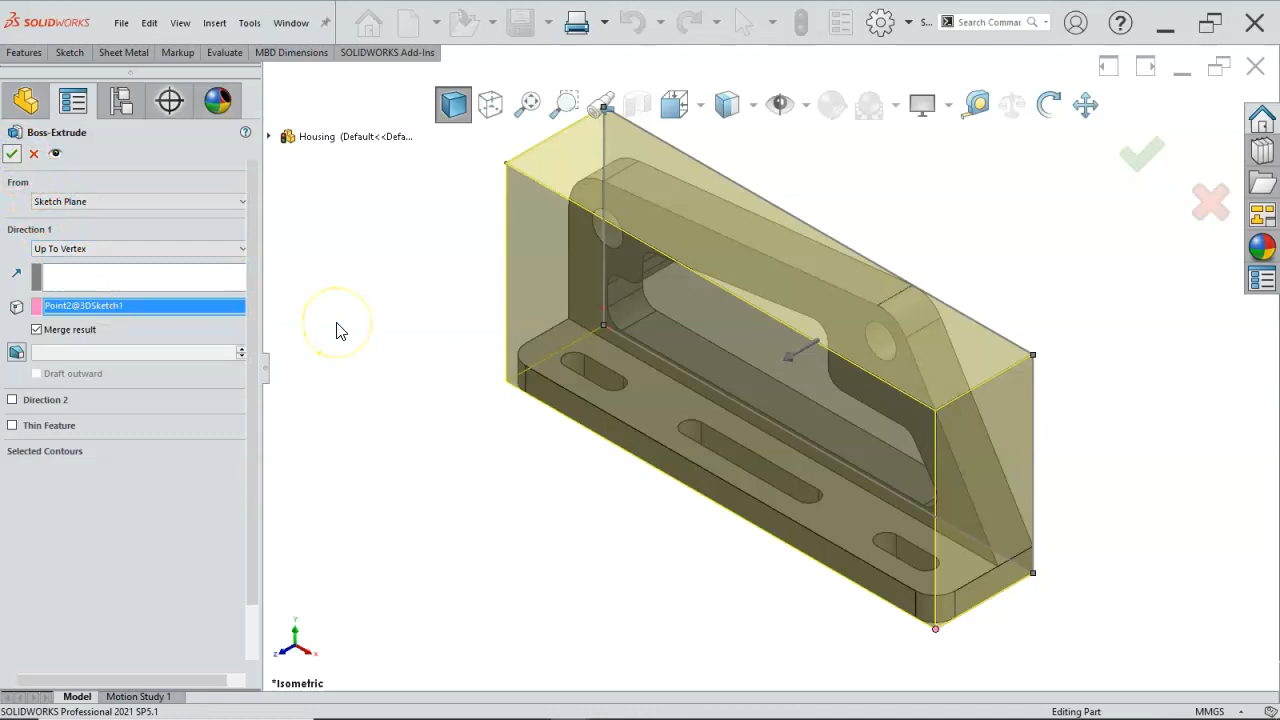 SOLIDWORKS File Edit View Insert Tools Window S... Search Commar
Features Sketch Sheet Metal Markup Evaluate MBD Dimensions SOLIDWORKS Add-Ins
Boss-Extrude
Housing (Default<<Defa...
From
Sketch Plane
Direction 1
Up To Vertex
Point2@3DSketch1
Merge result
Draft outward
Direction 2
Thin Feature
Selected Contours
Y
Z X
*Isometric
Model Motion Study 1
SOLIDWORKS Professional 2021 SP5.1 Editing Part MMGS